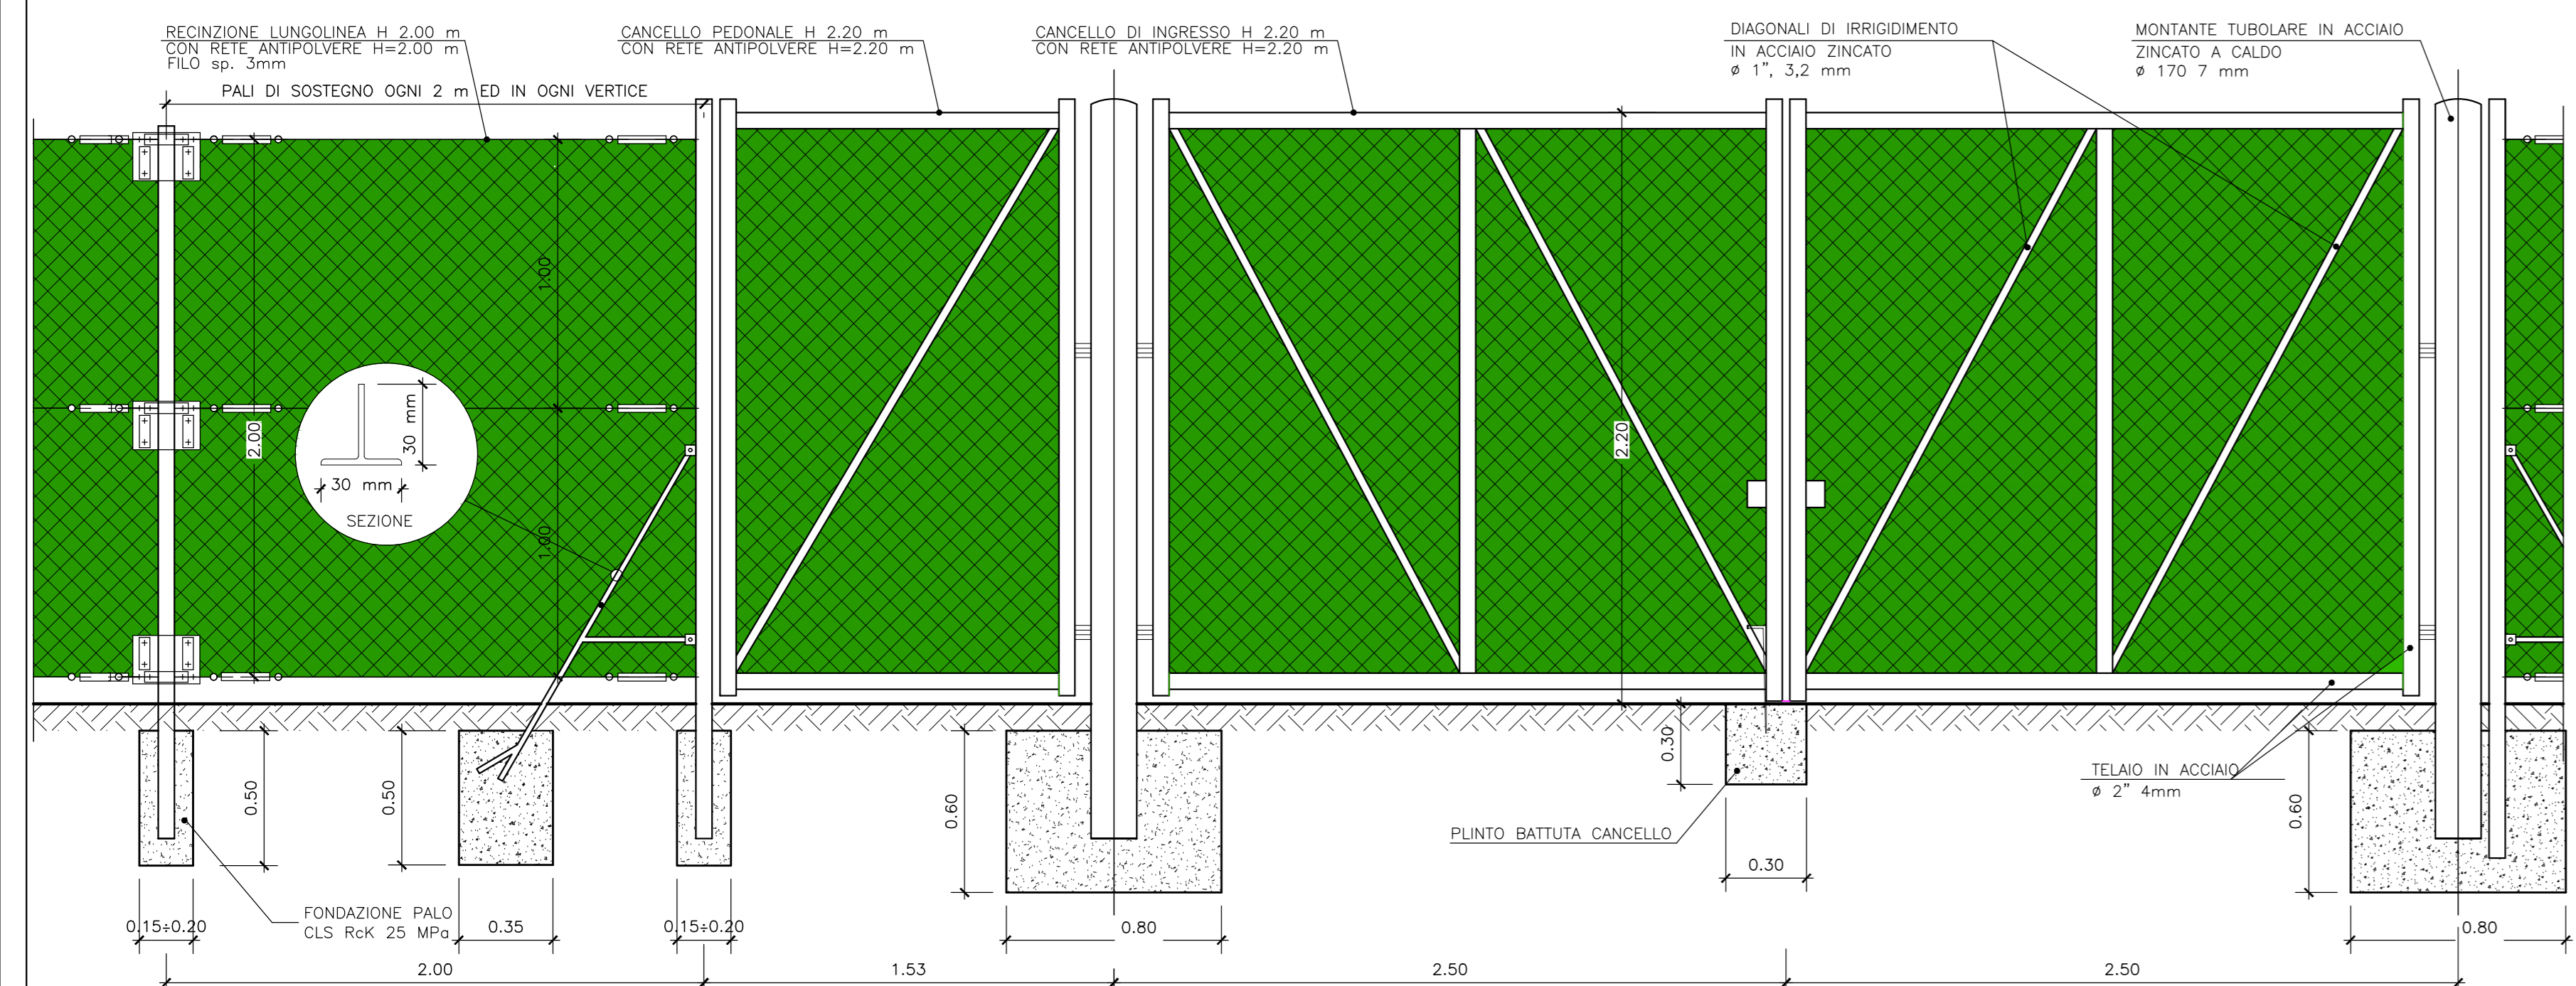 RECINZIONE LUNGOLINEA H 2.00 m
CON RETE ANTIPOLVERE H=2.00 m
FILO sp. 3mm
PALI DI SOSTEGNO OGNI 2 m ED IN OGNI VERTICE
CANCELLO PEDONALE H 2.20 m
CON RETE ANTIPOLVERE H=2.20 m
CANCELLO DI INGRESSO H 2.20 m
CON RETE ANTIPOLVERE H=2.20 m
DIAGONALI DI IRRIGIDIMENTO
IN ACCIAIO ZINCATO
ø 1”, 3,2 mm
MONTANTE TUBOLARE IN ACCIAIO
ZINCATO A CALDO
ø 170 7 mm
1.00
2.00
30 mm
30 mm
SEZIONE
1.00
2.20
0.50
0.50
0.60
0.30
TELAIO IN ACCIAIO
ø 2” 4mm
0.60
PLINTO BATTUTA CANCELLO
0.30
FONDAZIONE PALO
CLS RcK 25 MPa
0.15÷0.20
0.35
0.15÷0.20
0.80
0.80
2.00
1.53
2.50
2.50